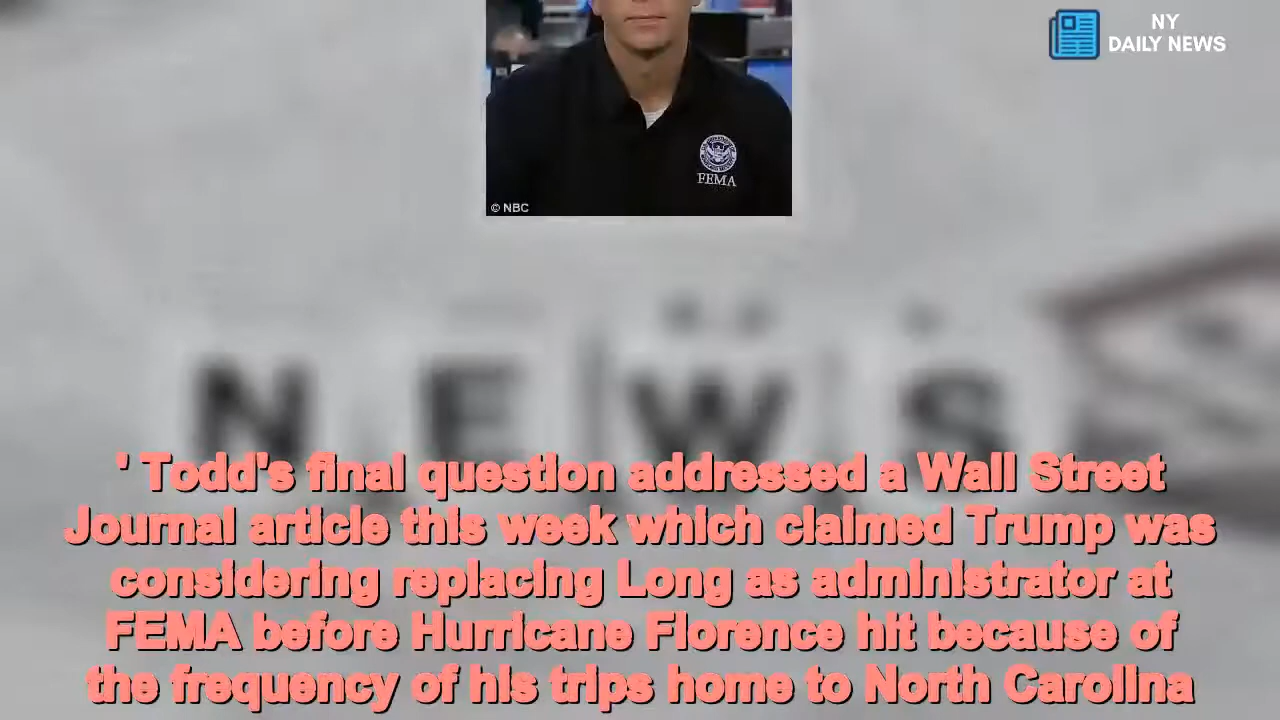 NY
DAILY NEWS
FEMA
© NBC
N E W S
' Todd's final question addressed a Wall Street
Journal article this week which claimed Trump was
considering replacing Long as administrator at
FEMA before Hurricane Florence hit because of
the frequency of his trips home to North Carolina